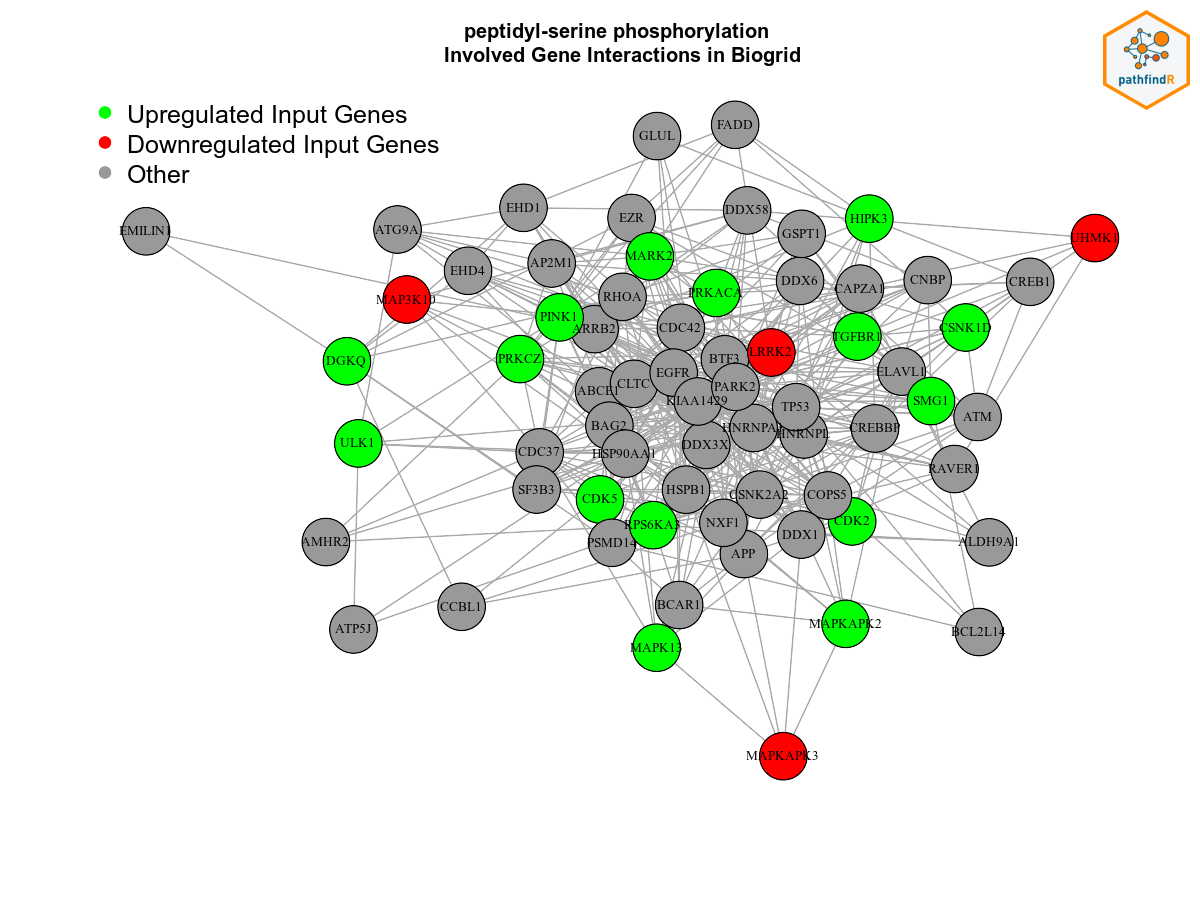 peptidyl-serine phosphorylation
Involved Gene Interactions in Biogrid
pathfindR
Upregulated Input Genes
Downregulated Input Genes
Other
GLUL
FADD
EHD1
EZR
DDX58
HIPK3
EMILIN1
ATG9A
GSPT1
UHMK1
MARK2
AP2M1
EHD4
DDX6
CAPZA1
CNBP
CREB1
MAP3K10
RHOA
PRKACA
PINK1
ARRB2
CDC42
TGFBR1
CSNK1D
DGKQ
PRKCZ
BTF3
LRRK2
EGFR
ELAVL1
ABCE1
CLTC
PARK2
KIAA1429
TP53
SMG1
ATM
BAG2
HNRNPA
HNRNPL
CREBBP
ULK1
CDC37
HSP90AA1
DDX3X
RAVER1
SF3B3
CDK5
HSPB1
CSNK2A2
COPS5
RPS6KA3
NXF1
CDK2
AMHR2
PSMD14
APP
DDX1
ALDH9A1
CCBL1
BCAR1
ATP5J
MAPKAPK2
BCL2L14
MAPK13
MAPKAPK3